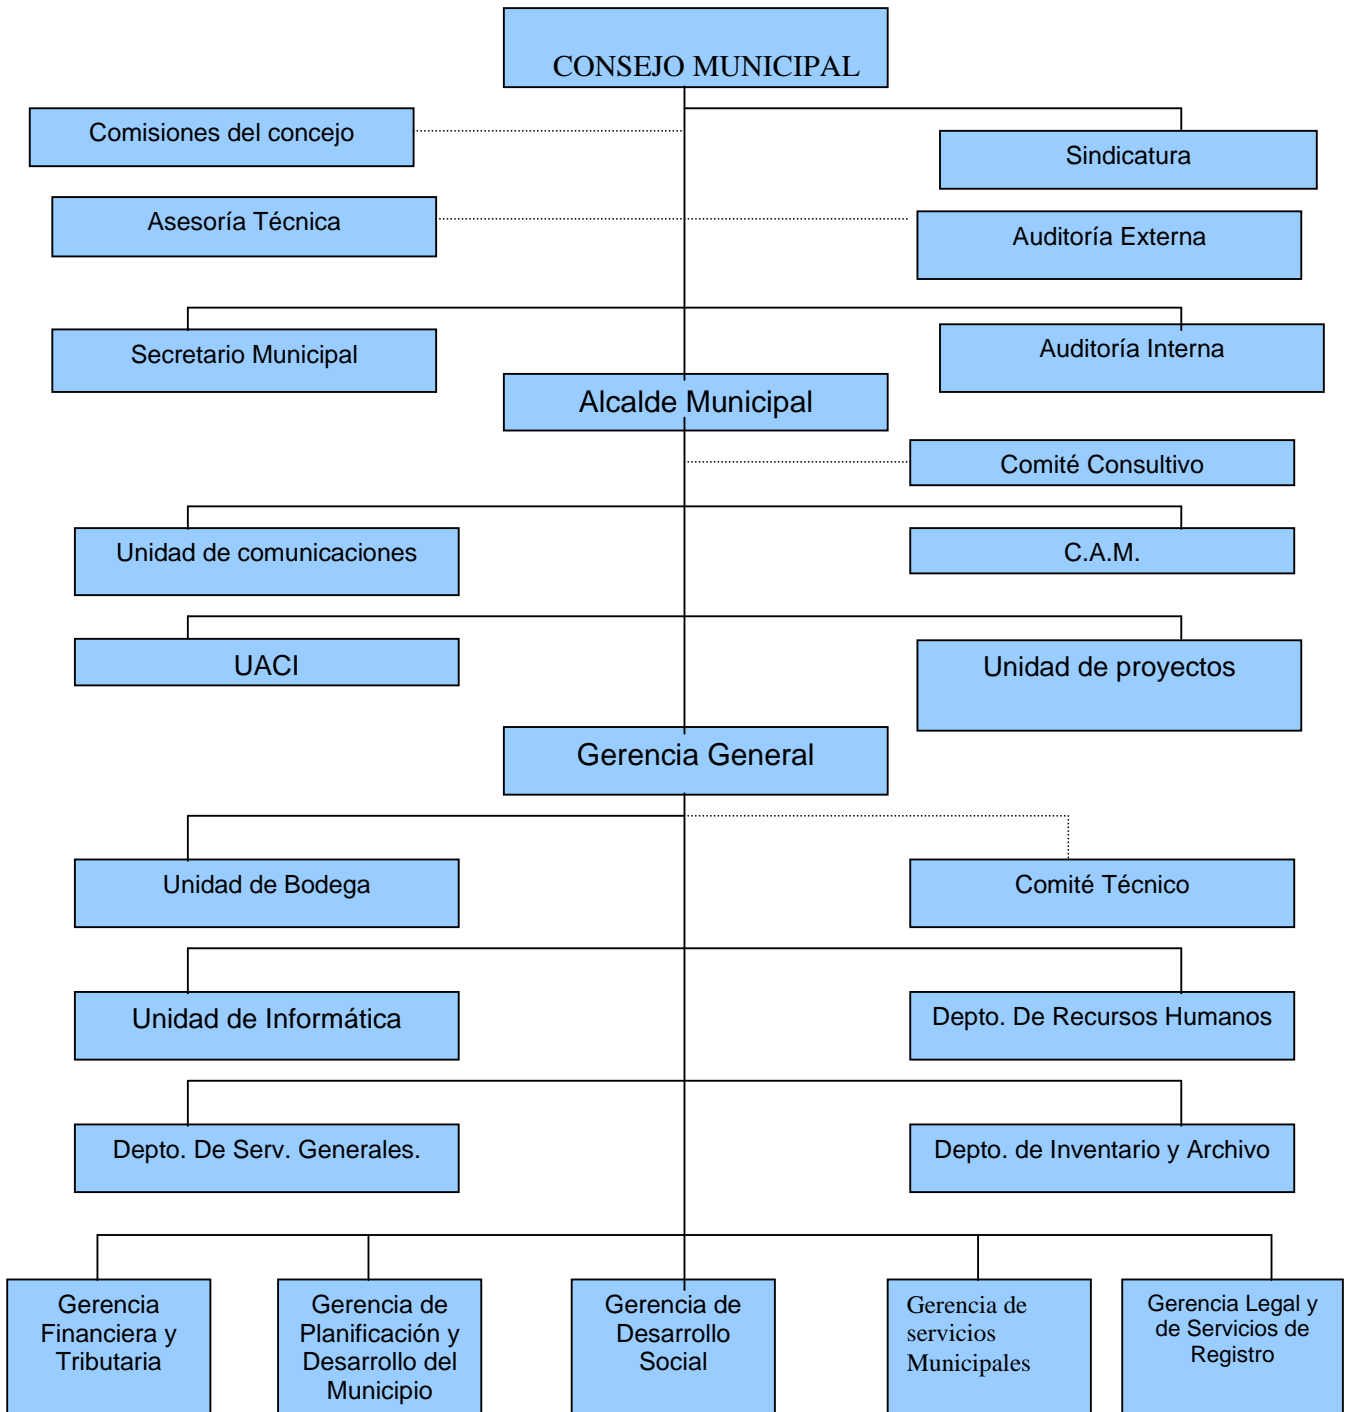 CONSEJO MUNICIPAL
Comisiones del concejo
Sindicatura
Asesoría Técnica
Auditoría Externa
Secretario Municipal
Auditoría Interna
Alcalde Municipal
Comité Consultivo
Unidad de comunicaciones
C.A.M.
UACI
Unidad de proyectos
Gerencia General
Unidad de Bodega
Comité Técnico
Unidad de Informática
Depto. De Recursos Humanos
Depto. De Serv. Generales.
Depto. de Inventario y Archivo
Gerencia
Financiera y
Tributaria
Gerencia de
Planificación y
Desarrollo del
Municipio
Gerencia de
Desarrollo
Social
Gerencia de
servicios
Municipales
Gerencia Legal y
de Servicios de
Registro